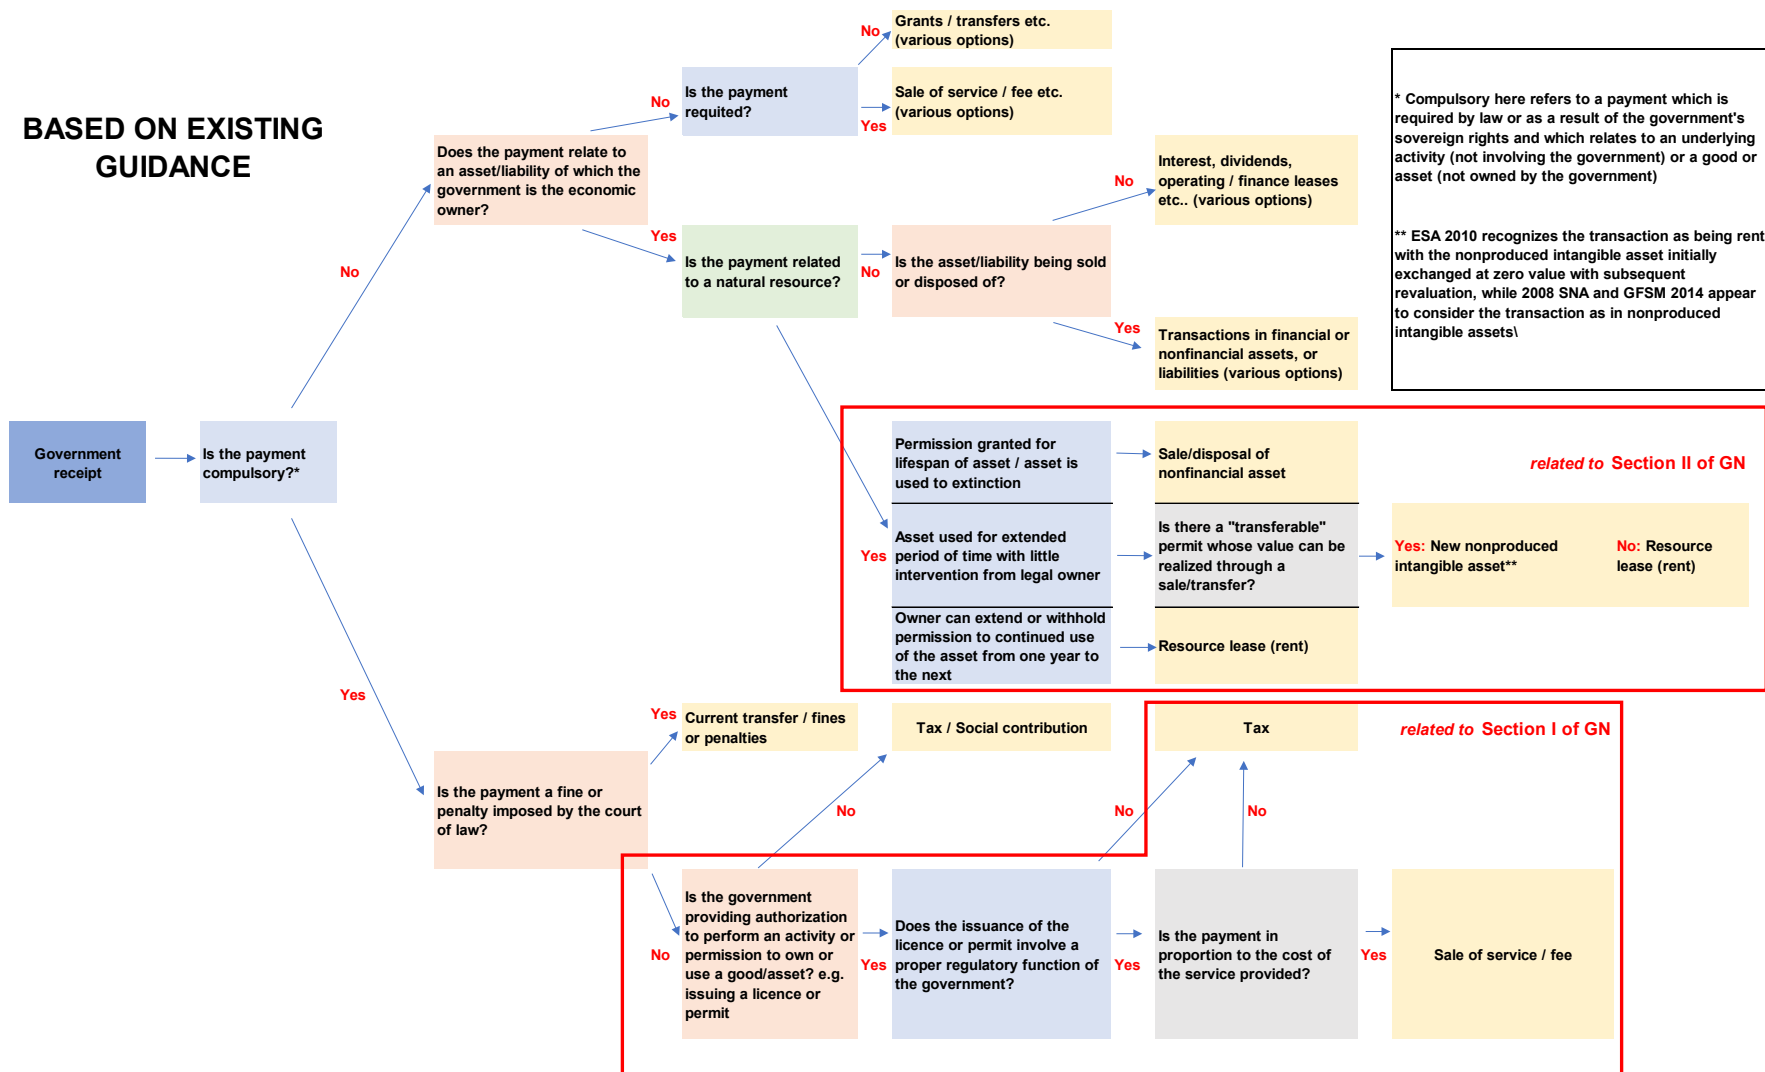 BASED ON EXISTING
GUIDANCE
No
Grants / transfers etc.
(various options)
No
Is the payment
requited?
Yes
Sale of service / fee etc.
(various options)
Does the payment relate to
an asset/liability of which the
government is the economic
owner?
No
Interest, dividends,
operating / finance leases
etc.. (various options)
Yes
Is the payment related
to a natural resource?
No
Is the asset/liability being sold
or disposed of?
Yes
Transactions in financial or
nonfinancial assets, or
liabilities (various options)
* Compulsory here refers to a payment which is
required by law or as a result of the government's
sovereign rights and which relates to an underlying
activity (not involving the government) or a good or
asset (not owned by the government)
** ESA 2010 recognizes the transaction as being rent
with the nonproduced intangible asset initially
exchanged at zero value with subsequent
revaluation, while 2008 SNA and GFSM 2014 appear
to consider the transaction as in nonproduced
intangible assets\
No
Government
receipt
Is the payment
compulsory?*
Yes
Permission granted for
lifespan of asset / asset is
used to extinction
Sale/disposal of
nonfinancial asset
related to Section II of GN
Yes
Asset used for extended
period of time with little
intervention from legal owner
Is there a "transferable"
permit whose value can be
realized through a
sale/transfer?
Yes: New nonproduced
intangible asset**
No: Resource
lease (rent)
Owner can extend or withhold
permission to continued use
of the asset from one year to
the next
Resource lease (rent)
Yes
Current transfer / fines
or penalties
Tax / Social contribution
Tax
related to Section I of GN
Is the payment a fine or
penalty imposed by the court
of law?
No
No
No
No
Is the government
providing authorization
to perform an activity or
permission to own or
use a good/asset? e.g.
issuing a licence or
permit
Yes
Does the issuance of the
licence or permit involve a
proper regulatory function of
the government?
Yes
Is the payment in
proportion to the cost of
the service provided?
Yes
Sale of service / fee